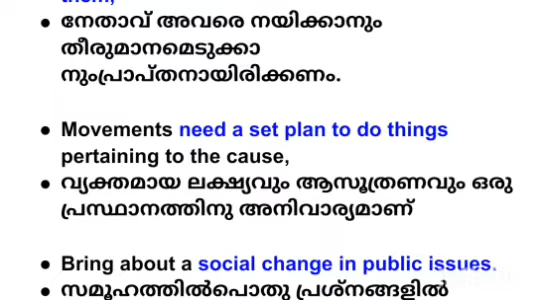 them,
● നേതാവ് അവരെ നയിക്കാനും
തീരുമാനമെടുക്കാ
നുംപ്രാപ്തനായിരിക്കണം.
● Movements need a set plan to do things
pertaining to the cause,
● വ്യക്തമായ ലക്ഷ്യവും ആസൂത്രണവും ഒരു
പ്രസ്ഥാനത്തിനു അനിവാര്യമാണ്
● Bring about a social change in public issues.
● സമൂഹത്തിൽപൊതു പ്രശ്നങ്ങളിൽ